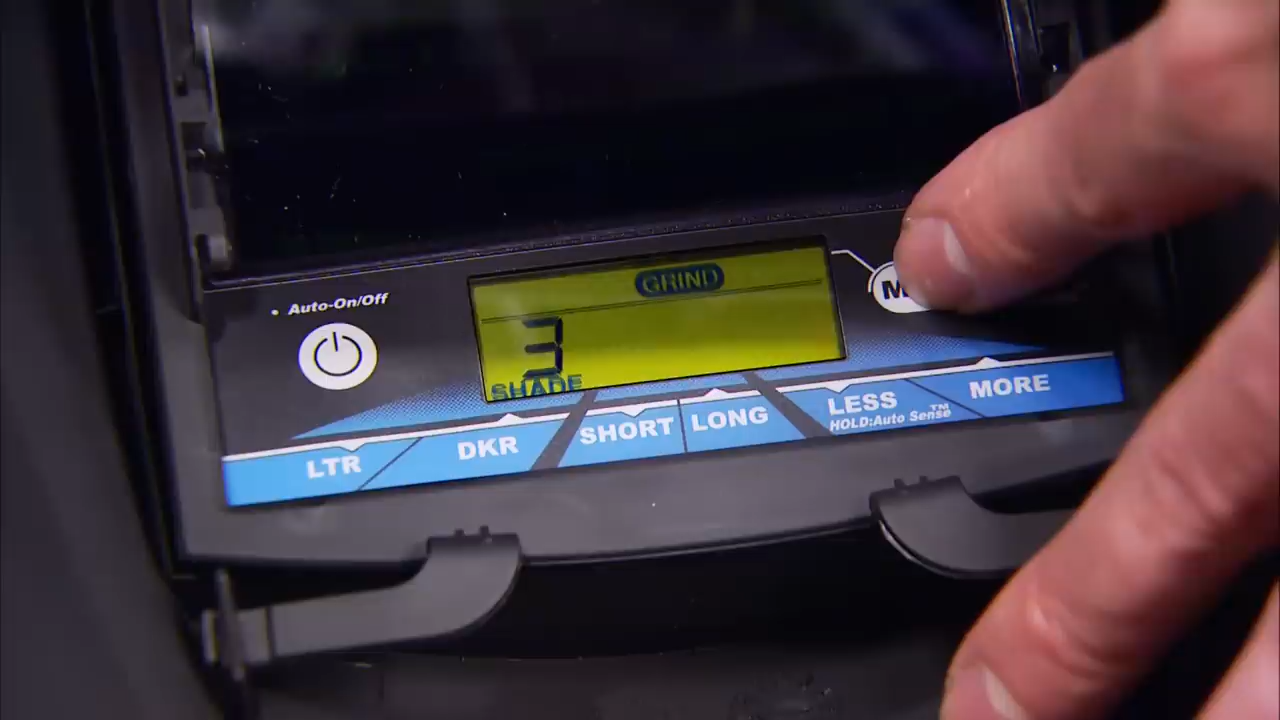 GRIND
• Auto-On/Off
3
SHADE
LTR
DKR
SHORT
LONG
LESS
HOLD:Auto Sense™
MORE